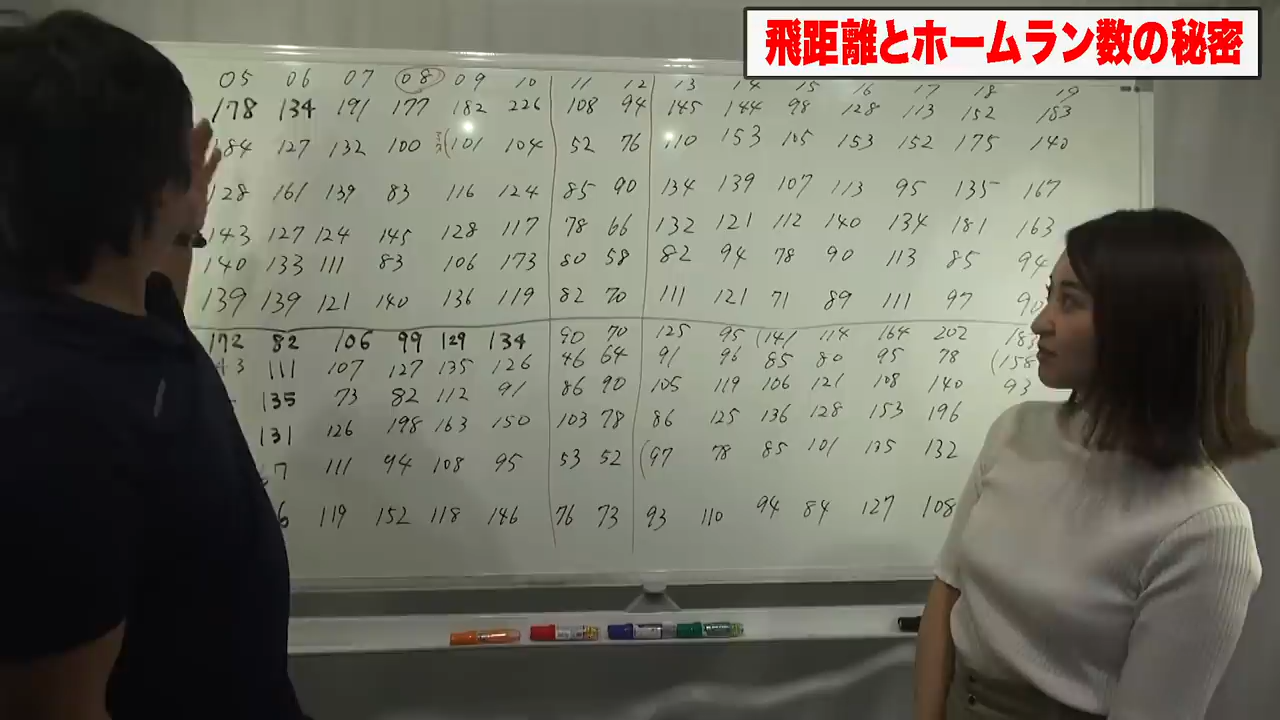 飛距離とホームラン数の秘密
05 06 07 08 09 10 11 12 13 14 15 16 17 18 19
178 134 191 177 182 226 108 94 145 144 98 128 113 152 183
184 127 132 100 (101 104 52 76 110 153 105 153 152 175 140
128 161 139 83 116 124 85 90 134 139 107 113 95 135 167
143 127 124 145 128 117 78 66 132 121 112 140 134 181 163
140 133 111 83 106 173 80 58 82 94 78 90 113 85 94
139 139 121 140 136 119 82 70 111 121 71 89 111 97 90
172 82 106 99 129 134 90 70 125 95 (141 114 164 202 183
43 111 107 127 135 126 46 64 91 96 85 80 95 78 (158
135 73 82 112 91 86 90 105 119 106 121 108 140 93
131 126 198 163 150 103 78 86 125 136 128 153 196
7 111 94 108 95 53 52 (97 78 85 101 135 132
6 119 152 118 146 76 73 93 110 94 84 127 108